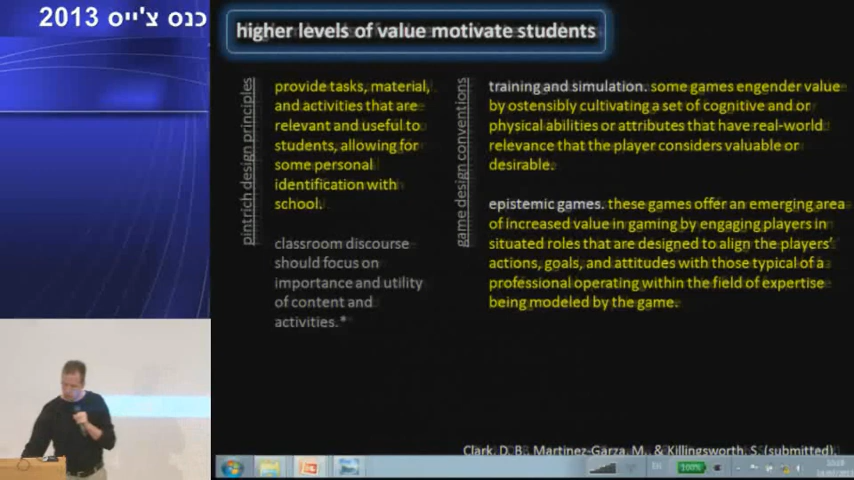 כנס צ'ייס 2013
higher levels of value motivate students
pintrich design principles
provide tasks, material,
and activities that are
relevant and useful to
students, allowing for
some personal
identification with
school.
classroom discourse
should focus on
importance and utility
of content and
activities.*
game design conventions
training and simulation. some games engender value
by ostensibly cultivating a set of cognitive and or
physical abilities or attributes that have real-world
relevance that the player considers valuable or
desirable.
epistemic games. these games offer an emerging area
of increased value in gaming by engaging players in
situated roles that are designed to align the players'
actions, goals, and attitudes with those typical of a
professional operating within the field of expertise
being modeled by the game.
Clark, D. B., Martinez-Garza, M., & Killingsworth, S. (submitted).
EN
100%